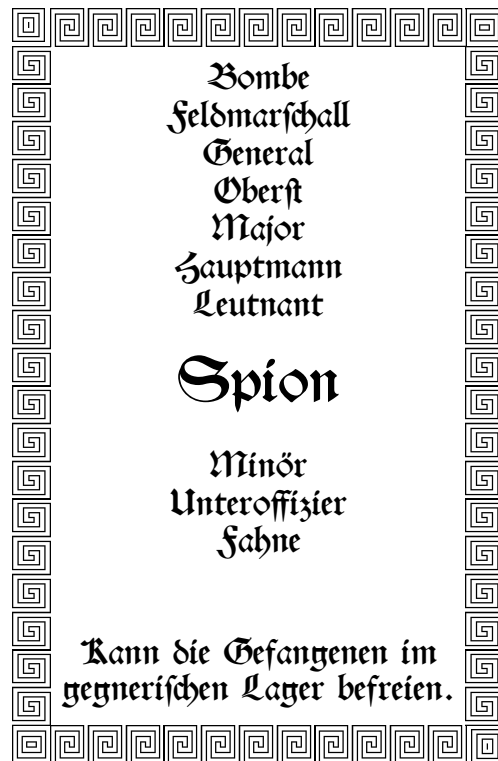 Bombe
Feldmarſchall
General
Oberſt
Major
Hauptmann
Leutnant
Spion
Minör
Unteroffizier
Fahne
Kann die Gefangenen im
gegneriſchen Lager befreien.